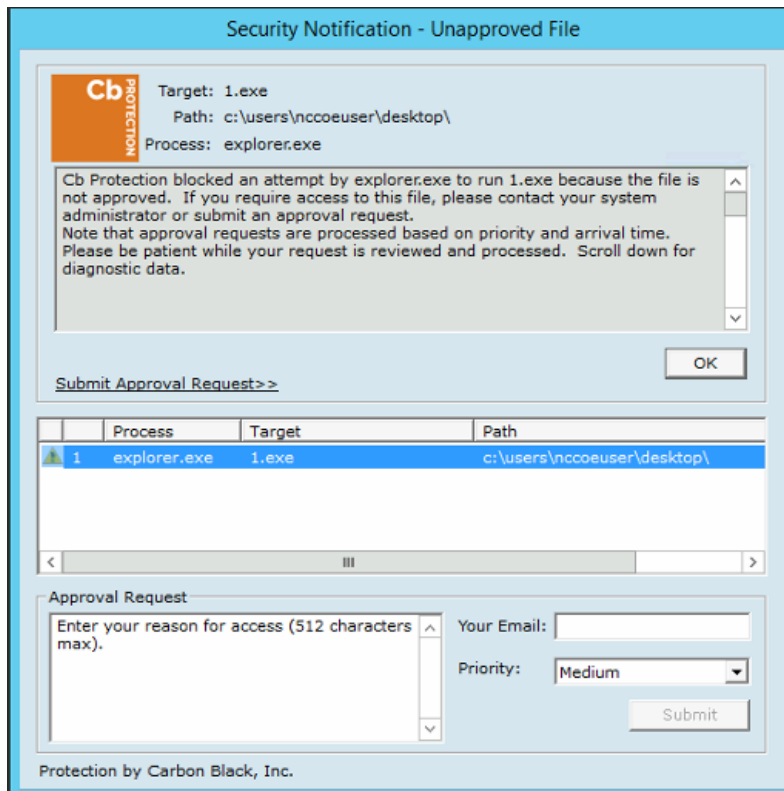 Security Notification - Unapproved File
Cb
PROTECTION
Target: 1.exe
Path: c:\users\nccoeuser\desktop\
Process: explorer.exe
Cb Protection blocked an attempt by explorer.exe to run 1.exe because the file is
not approved.  If you require access to this file, please contact your system
administrator or submit an approval request.
Note that approval requests are processed based on priority and arrival time.
Please be patient while your request is reviewed and processed.  Scroll down for
diagnostic data.
OK
Submit Approval Request>>
Process Target Path
1 explorer.exe 1.exe c:\users\nccoeuser\desktop\
Approval Request
Enter your reason for access (512 characters
max).
Your Email:
Priority: Medium
Submit
Protection by Carbon Black, Inc.